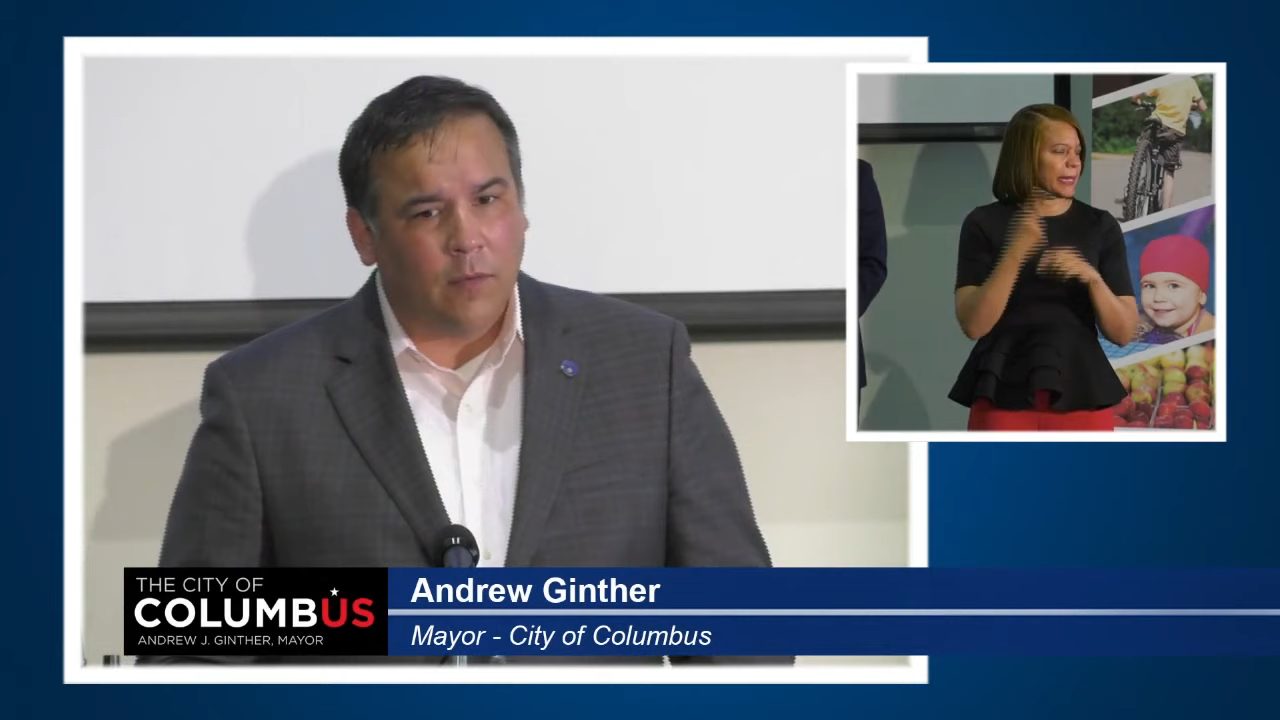 THE CITY OF
COLUMBUS
ANDREW J. GINTHER, MAYOR
Andrew Ginther
Mayor - City of Columbus